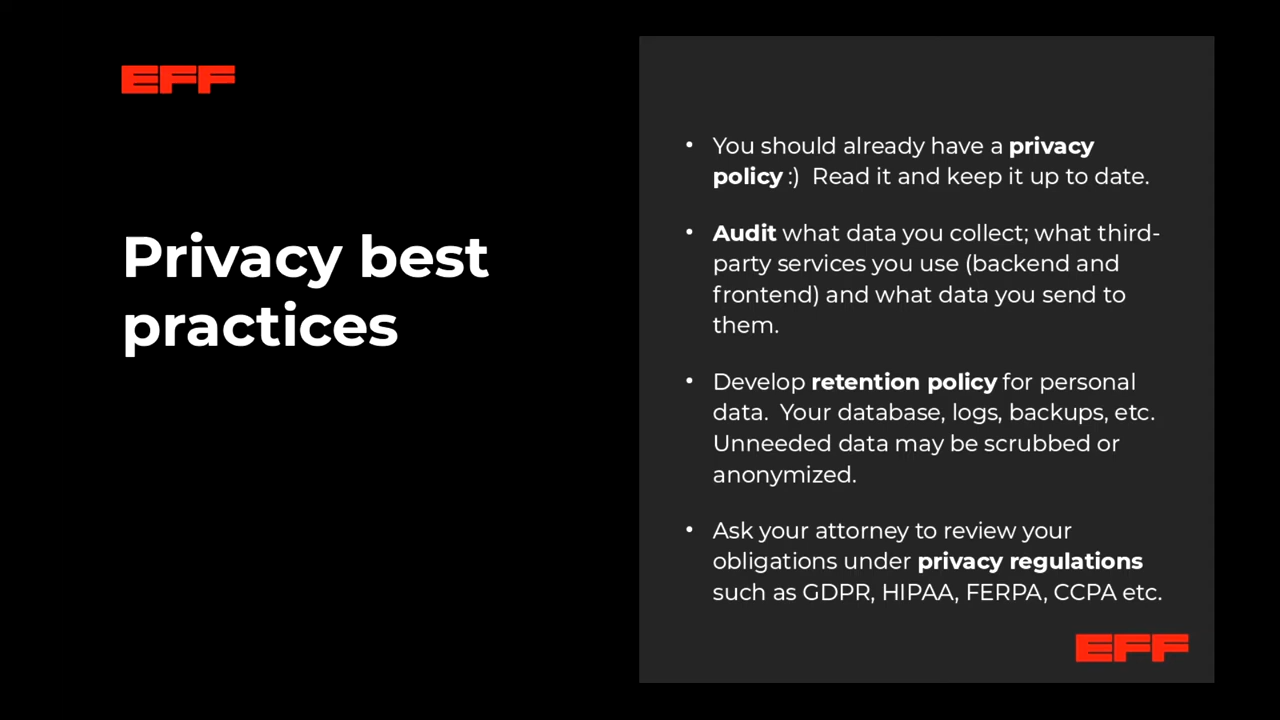 EFF
Privacy best
practices
• You should already have a privacy
policy :)  Read it and keep it up to date.
• Audit what data you collect; what third-
party services you use (backend and
frontend) and what data you send to
them.
• Develop retention policy for personal
data.  Your database, logs, backups, etc.
Unneeded data may be scrubbed or
anonymized.
• Ask your attorney to review your
obligations under privacy regulations
such as GDPR, HIPAA, FERPA, CCPA etc.
EFF